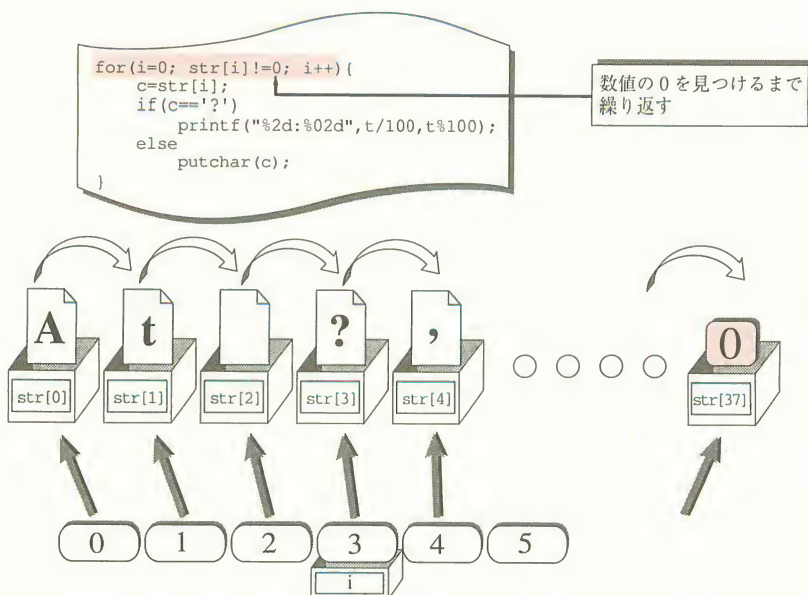 for(i=0; str[i]!=0; i++){
    c=str[i];
    if(c=='?')
        printf("%2d:%02d",t/100,t%100);
    else
        putchar(c);
}
数値の0を見つけるまで
繰り返す
A t ? , 0
str[0] str[1] str[2] str[3] str[4] str[37]
0 1 2 3 4 5
i